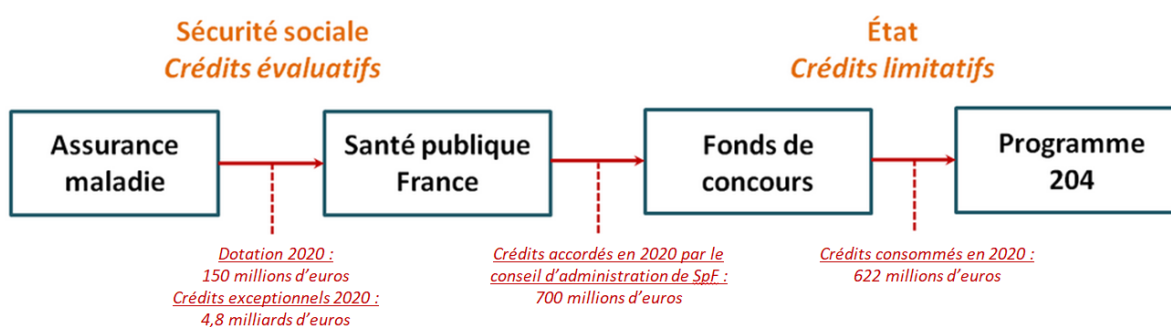 Sécurité sociale
Crédits évaluatifs
État
Crédits limitatifs
Assurance
maladie
Santé publique
France
Fonds de
concours
Programme
204
Dotation 2020 :
150 millions d’euros
Crédits exceptionnels 2020 :
4,8 milliards d’euros
Crédits accordés en 2020 par le
conseil d’administration de SpF :
700 millions d’euros
Crédits consommés en 2020 :
622 millions d’euros